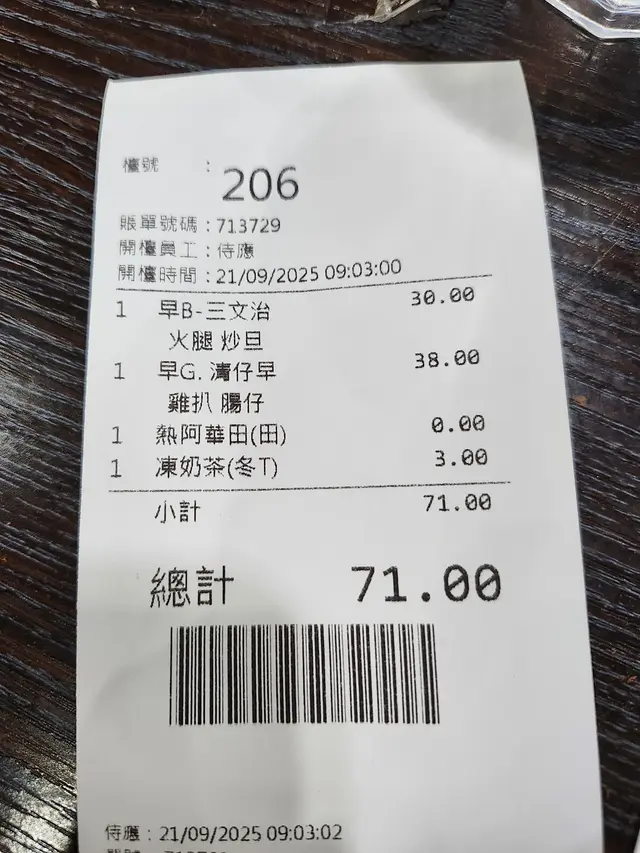 檯號 : 206
賬單號碼 : 713729
開檯員工 : 侍應
開檯時間 : 21/09/2025 09:03:00
1 早B-三文治 30.00
火腿 炒旦
1 早G. 清仔早 38.00
雞扒 腸仔
1 熱阿華田(田) 0.00
1 凍奶茶(冬T) 3.00
小計 71.00
總計 71.00
侍應 : 21/09/2025 09:03:02